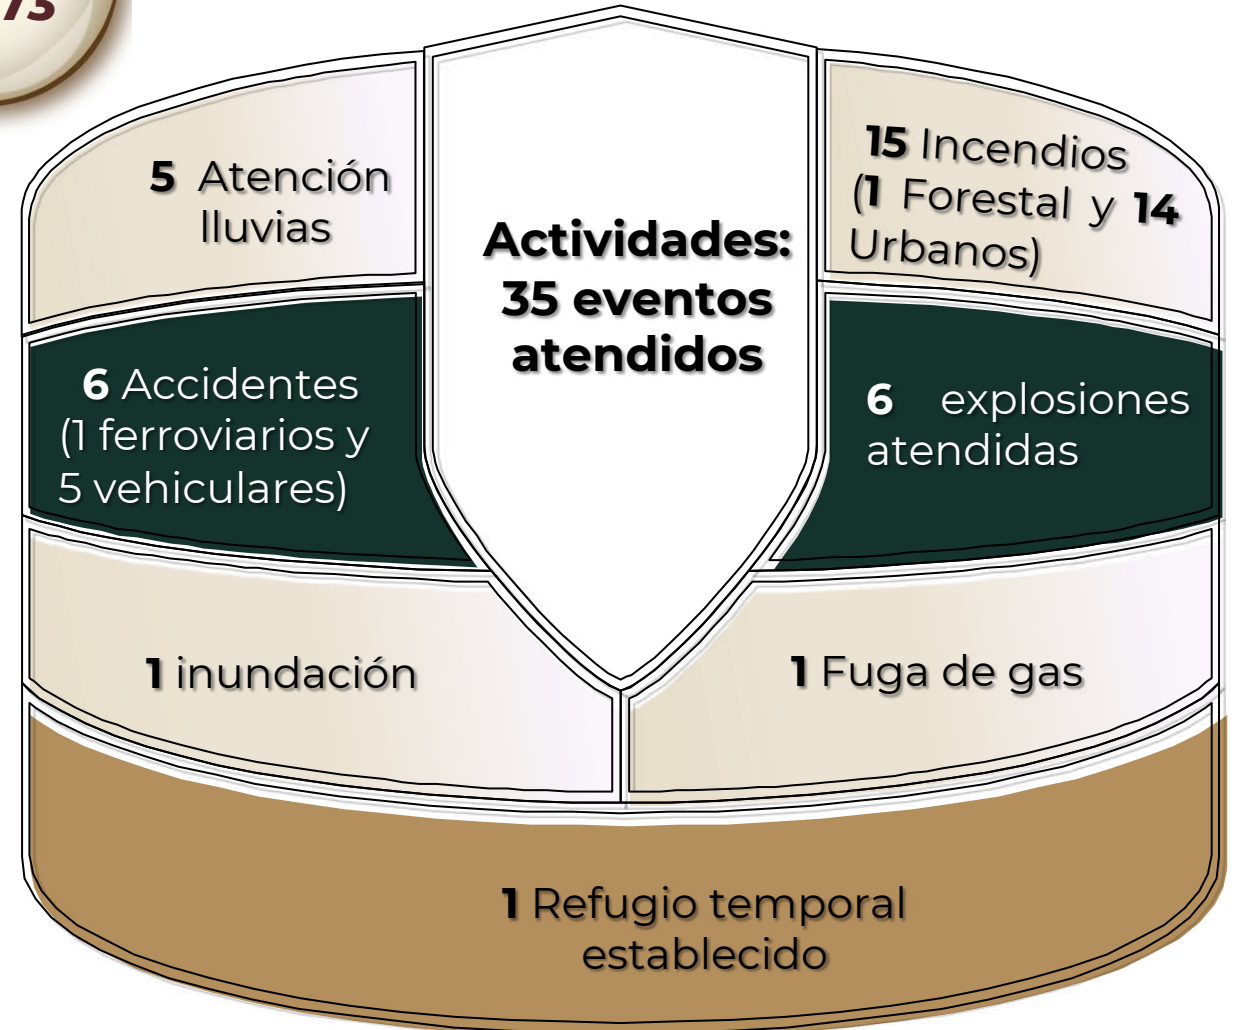 73
Actividades:
35 eventos
atendidos
5 Atención
lluvias
15 Incendios
(1 Forestal y 14
Urbanos)
6 Accidentes
(1 ferroviarios y
5 vehiculares)
6 explosiones
atendidas
1 inundación
1 Fuga de gas
1 Refugio temporal
establecido